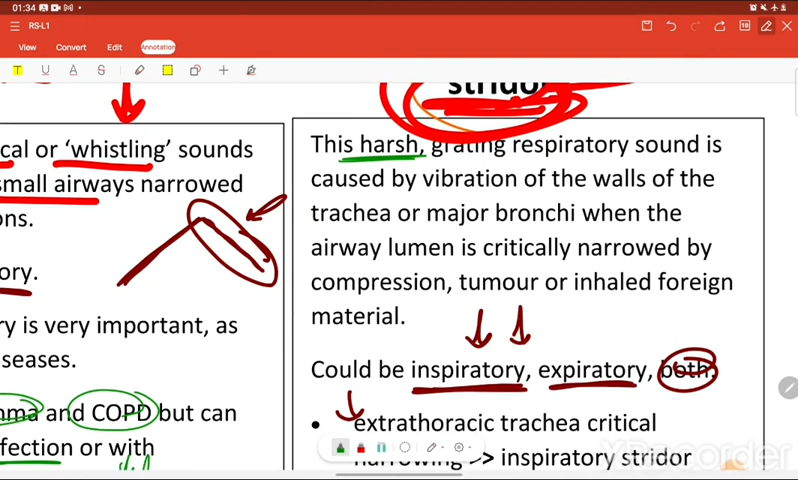 01:34
RS-L1
View Convert Edit Annotation
stridor
cal or ‘whistling’ sounds
small airways narrowed
ons.
ory.
ry is very important, as
seases.
hma and COPD but can
fection or with
This harsh, grating respiratory sound is
caused by vibration of the walls of the
trachea or major bronchi when the
airway lumen is critically narrowed by
compression, tumour or inhaled foreign
material.
Could be inspiratory, expiratory, both.
• extrathoracic trachea critical
narrowing >> inspiratory stridor
XRecorder